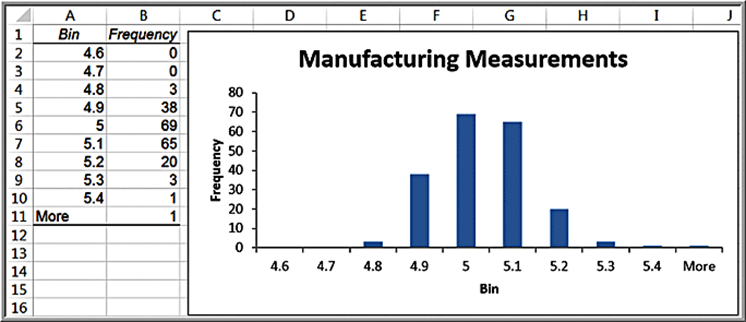 A B C D E F G H I J
1 Bin Frequency
2 4.6 0
3 4.7 0
4 4.8 3
5 4.9 38
6 5 69
7 5.1 65
8 5.2 20
9 5.3 3
10 5.4 1
11 More 1
12
13
14
15
16
Manufacturing Measurements
Frequency
80
70
60
50
40
30
20
10
0
4.6 4.7 4.8 4.9 5 5.1 5.2 5.3 5.4 More
Bin